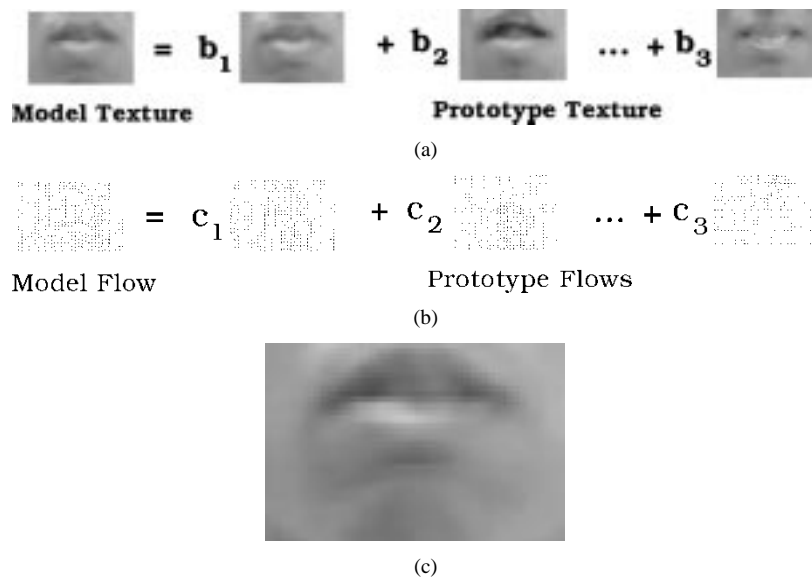 = b1 + b2 ... + b3
Model Texture Prototype Texture
(a)
= c1 + c2 ... + c3
Model Flow Prototype Flows
(b)
(c)